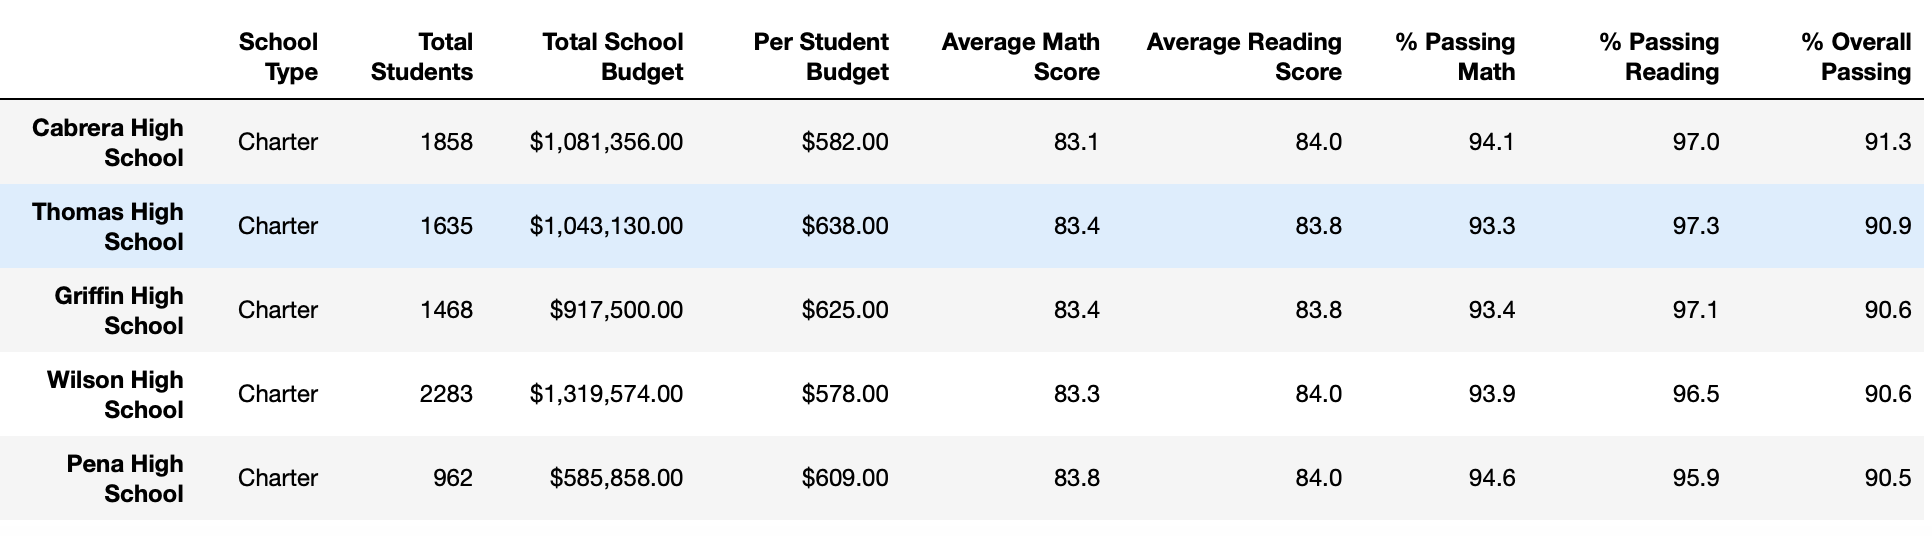 School Total Total School Per Student Average Math Average Reading % Passing % Passing % Overall
Type Students Budget Budget Score Score Math Reading Passing
Cabrera High
School Charter 1858 $1,081,356.00 $582.00 83.1 84.0 94.1 97.0 91.3
Thomas High
School Charter 1635 $1,043,130.00 $638.00 83.4 83.8 93.3 97.3 90.9
Griffin High
School Charter 1468 $917,500.00 $625.00 83.4 83.8 93.4 97.1 90.6
Wilson High
School Charter 2283 $1,319,574.00 $578.00 83.3 84.0 93.9 96.5 90.6
Pena High
School Charter 962 $585,858.00 $609.00 83.8 84.0 94.6 95.9 90.5